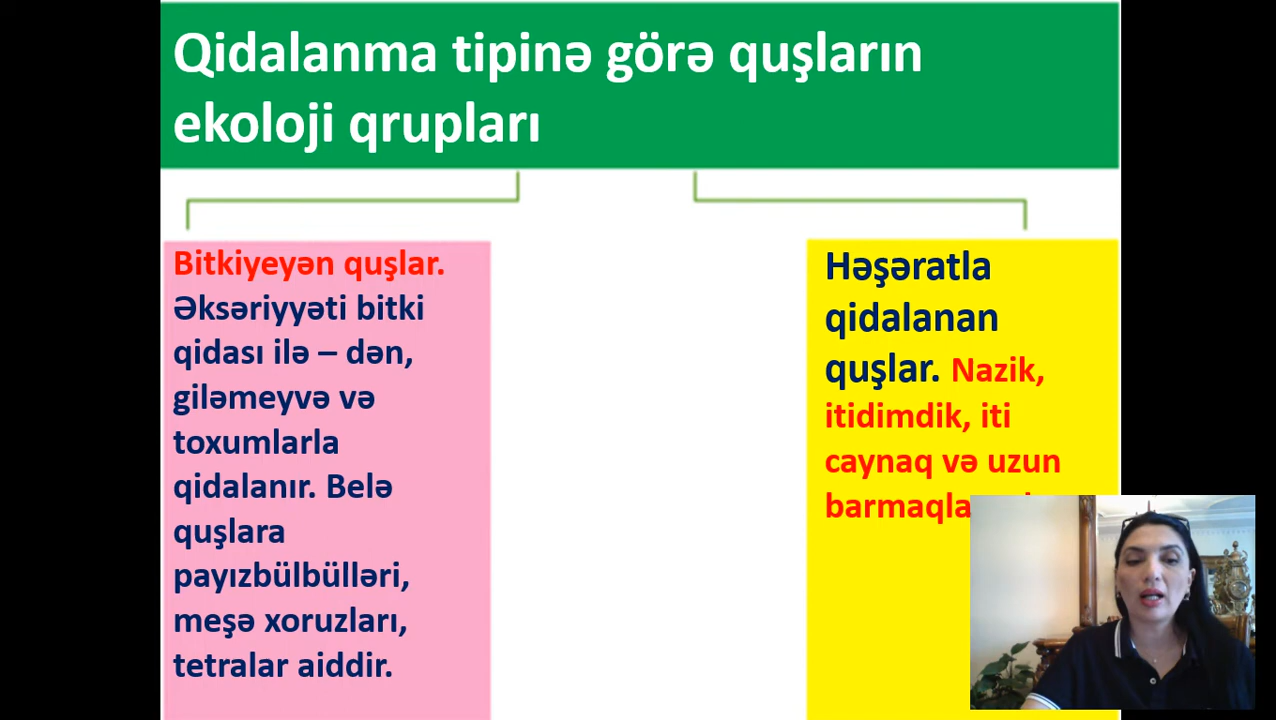 Qidalanma tipinə görə quşların
ekoloji qrupları
Bitkiyeyən quşlar.
Əksəriyyəti bitki
qidası ilə – dən,
giləmeyvə və
toxumlarla
qidalanır. Belə
quşlara
payızbülbülləri,
meşə xoruzları,
tetralar aiddir.
Həşəratla
qidalanan
quşlar. Nazik,
itidimdik, iti
caynaq və uzun